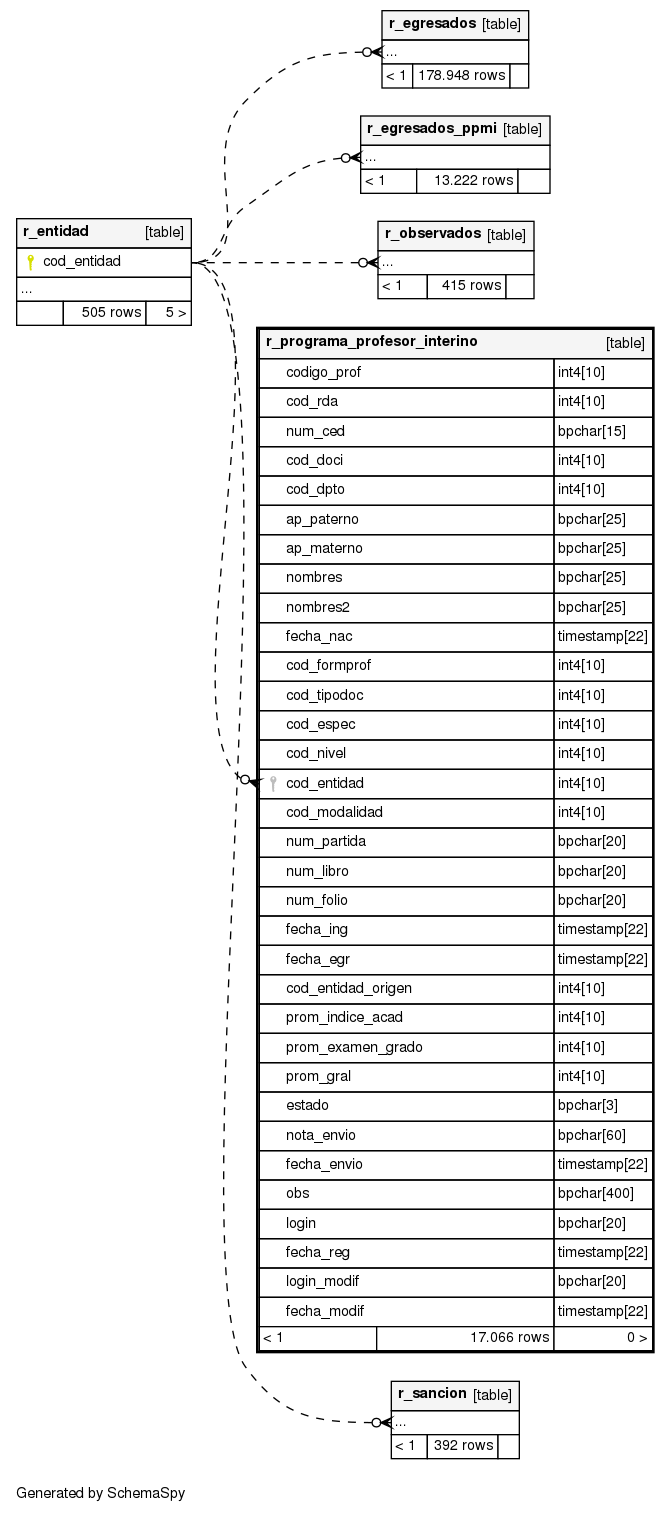 r_egresados [table]
...
< 1 178.948 rows
r_egresados_ppmi [table]
...
< 1 13.222 rows
r_entidad [table]
cod_entidad
...
505 rows 5 >
r_observados [table]
...
< 1 415 rows
r_programa_profesor_interino [table]
codigo_prof int4[10]
cod_rda int4[10]
num_ced bpchar[15]
cod_doci int4[10]
cod_dpto int4[10]
ap_paterno bpchar[25]
ap_materno bpchar[25]
nombres bpchar[25]
nombres2 bpchar[25]
fecha_nac timestamp[22]
cod_formprof int4[10]
cod_tipodoc int4[10]
cod_espec int4[10]
cod_nivel int4[10]
cod_entidad int4[10]
cod_modalidad int4[10]
num_partida bpchar[20]
num_libro bpchar[20]
num_folio bpchar[20]
fecha_ing timestamp[22]
fecha_egr timestamp[22]
cod_entidad_origen int4[10]
prom_indice_acad int4[10]
prom_examen_grado int4[10]
prom_gral int4[10]
estado bpchar[3]
nota_envio bpchar[60]
fecha_envio timestamp[22]
obs bpchar[400]
login bpchar[20]
fecha_reg timestamp[22]
login_modif bpchar[20]
fecha_modif timestamp[22]
< 1 17.066 rows 0 >
r_sancion [table]
...
< 1 392 rows
Generated by SchemaSpy